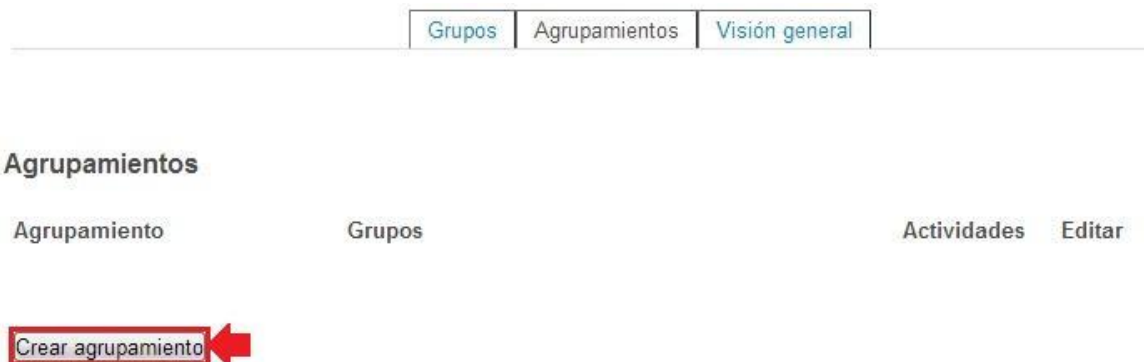 Grupos Agrupamientos Visión general
Agrupamientos
Agrupamiento Grupos Actividades Editar
Crear agrupamiento